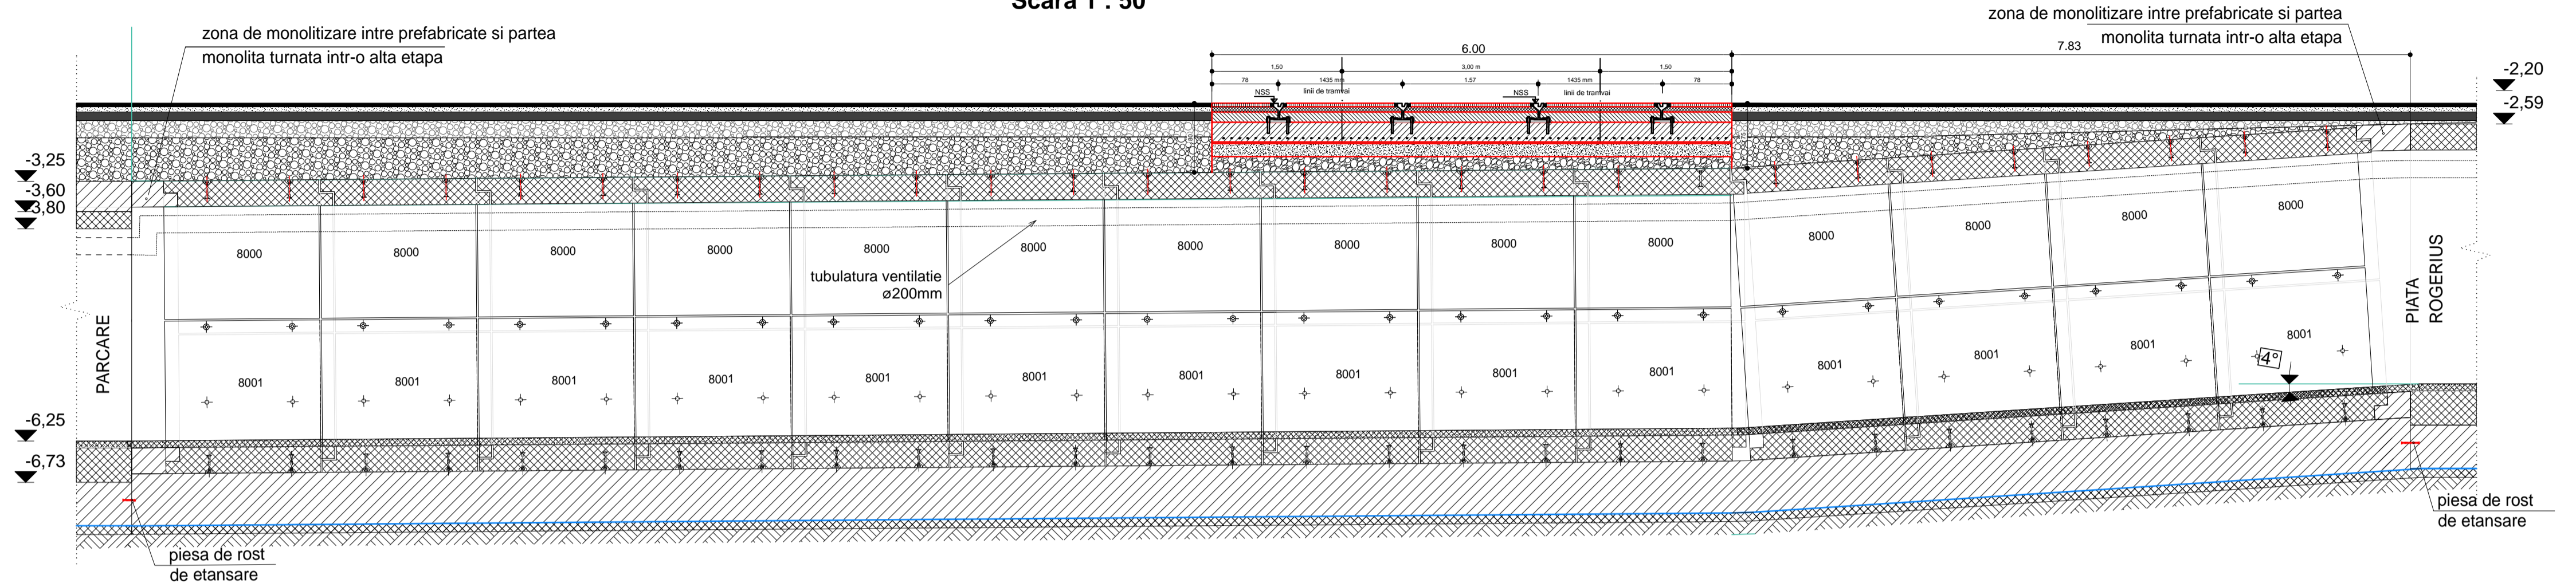 Scara 1 : 50
zona de monolitizare intre prefabricate si partea
monolita turnata intr-o alta etapa
zona de monolitizare intre prefabricate si partea
monolita turnata intr-o alta etapa
6.00
7.83
1,50
3,00 m
1,50
78
1435 mm
1.57
1435 mm
78
NSS
linii de tramvai
NSS
linii de tramvai
-2,20
-2,59
-3,25
-3,60
-3,80
8000
8000
8000
8000
8000
8000
8000
8000
8000
8000
8000
8000
8000
8000
tubulatura ventilatie
ø200mm
PARCARE
PIATA
ROGERIUS
8001
8001
8001
8001
8001
8001
8001
8001
8001
8001
8001
8001
8001
8001
4°
-6,25
-6,73
piesa de rost
de etansare
piesa de rost
de etansare